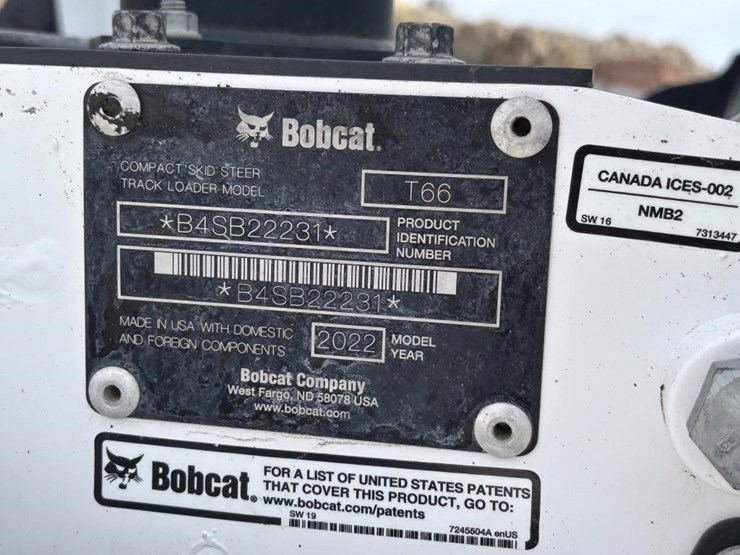 Bobcat.
COMPACT SKID STEER
TRACK LOADER MODEL
T66
*B4SB22231*
PRODUCT
IDENTIFICATION
NUMBER
*B4SB22231*
MADE IN USA WITH DOMESTIC
AND FOREIGN COMPONENTS
2022
MODEL
YEAR
Bobcat Company
West Fargo, ND 58078 USA
www.bobcat.com
CANADA ICES-002
NMB2
SW 16
7313447
Bobcat®
FOR A LIST OF UNITED STATES PATENTS
THAT COVER THIS PRODUCT, GO TO:
www.bobcat.com/patents
SW 19
7245504A enUS